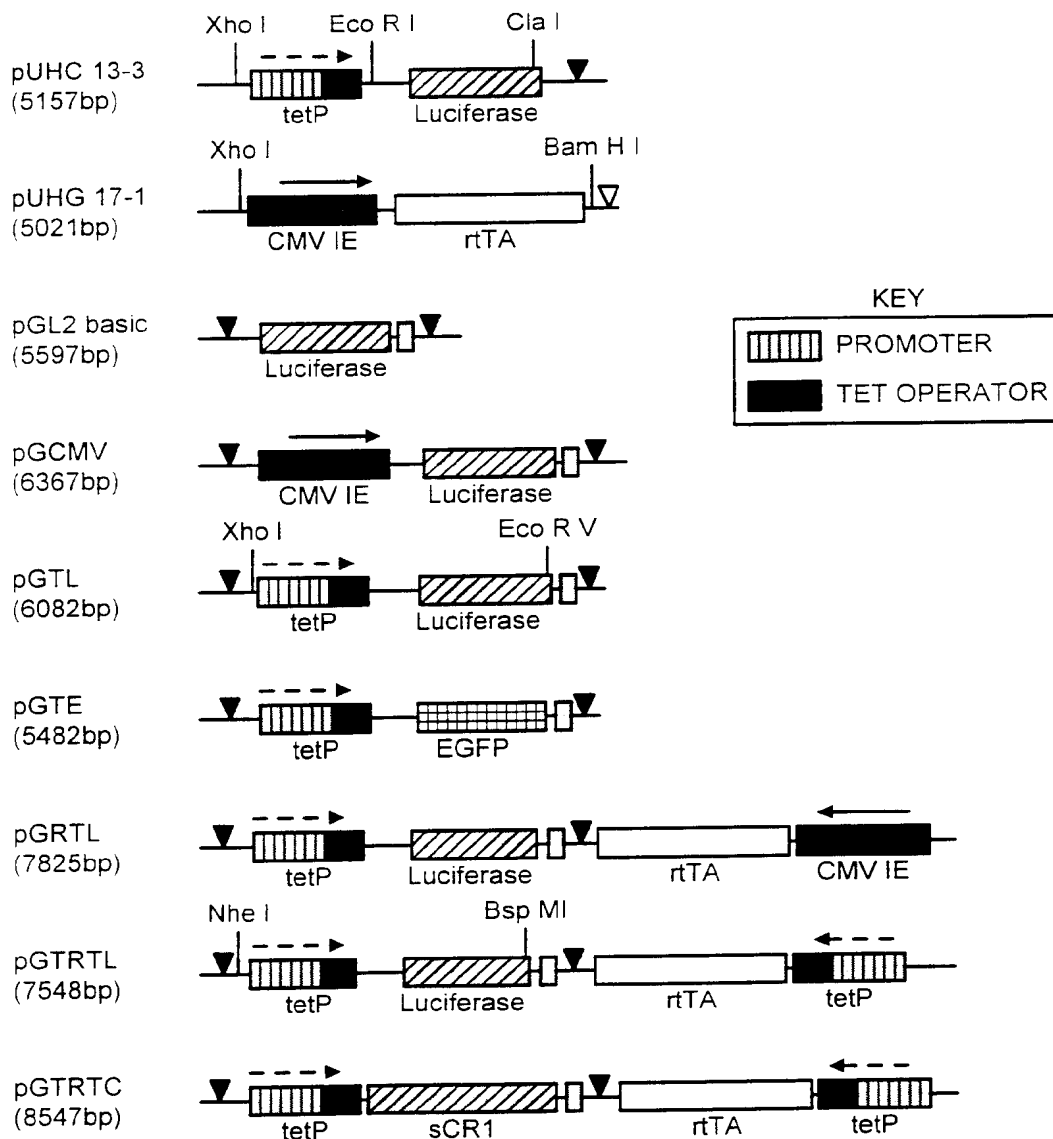 Xho I Eco R I Cla I
pUHC 13-3
(5157bp)
tetP Luciferase
Xho I Bam H I
pUHG 17-1
(5021bp)
CMV IE rtTA
KEY
PROMOTER
TET OPERATOR
pGL2 basic
(5597bp)
Luciferase
pGCMV
(6367bp)
CMV IE Luciferase
Xho I Eco R V
pGTL
(6082bp)
tetP Luciferase
pGTE
(5482bp)
tetP EGFP
pGRTL
(7825bp)
tetP Luciferase rtTA CMV IE
Nhe I Bsp MI
pGTRTL
(7548bp)
tetP Luciferase rtTA tetP
pGTRTC
(8547bp)
tetP sCR1 rtTA tetP